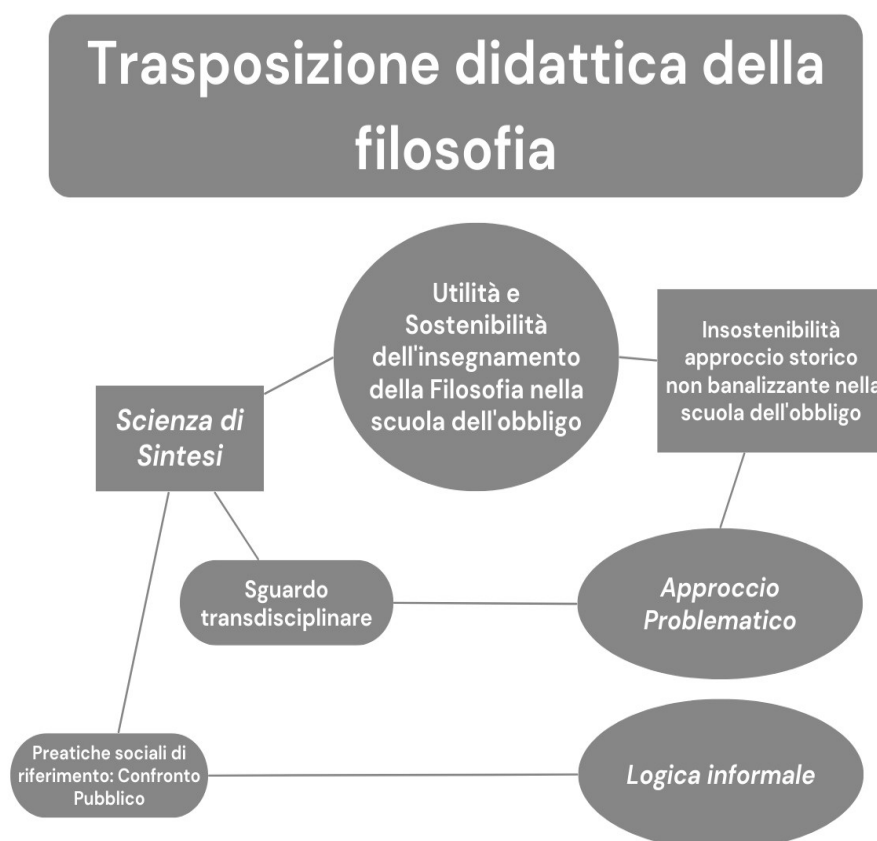 Trasposizione didattica della
filosofia
Utilità e
Sostenibilità
dell'insegnamento
della Filosofia nella
scuola dell'obbligo
Insostenibilità
approccio storico
non banalizzante nella
scuola dell'obbligo
Scienza di
Sintesi
Sguardo
transdisciplinare
Approccio
Problematico
Preatiche sociali di
riferimento: Confronto
Pubblico
Logica informale